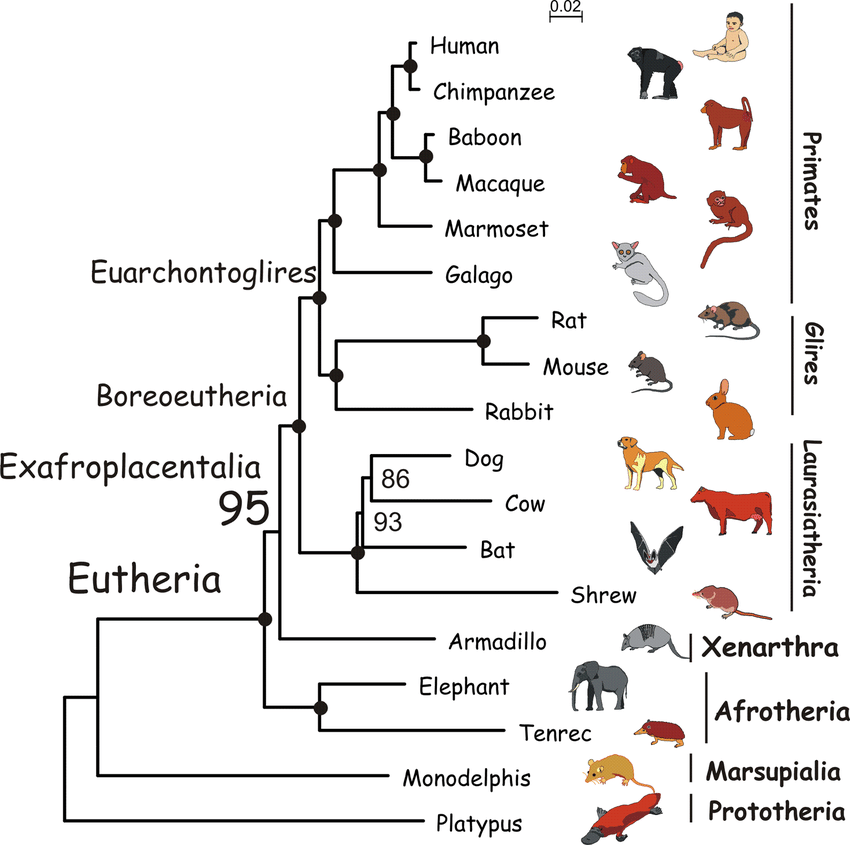 0.02
Human
Chimpanzee
Baboon
Macaque
Marmoset
Galago
Rat
Mouse
Rabbit
Dog
Cow
Bat
Shrew
Armadillo
Elephant
Tenrec
Monodelphis
Platypus
Euarchontoglires
Boreoeutheria
Exafroplacentalia
95
86
93
Eutheria
Primates
Glires
Laurasiatheria
Xenarthra
Afrotheria
Marsupialia
Prototheria